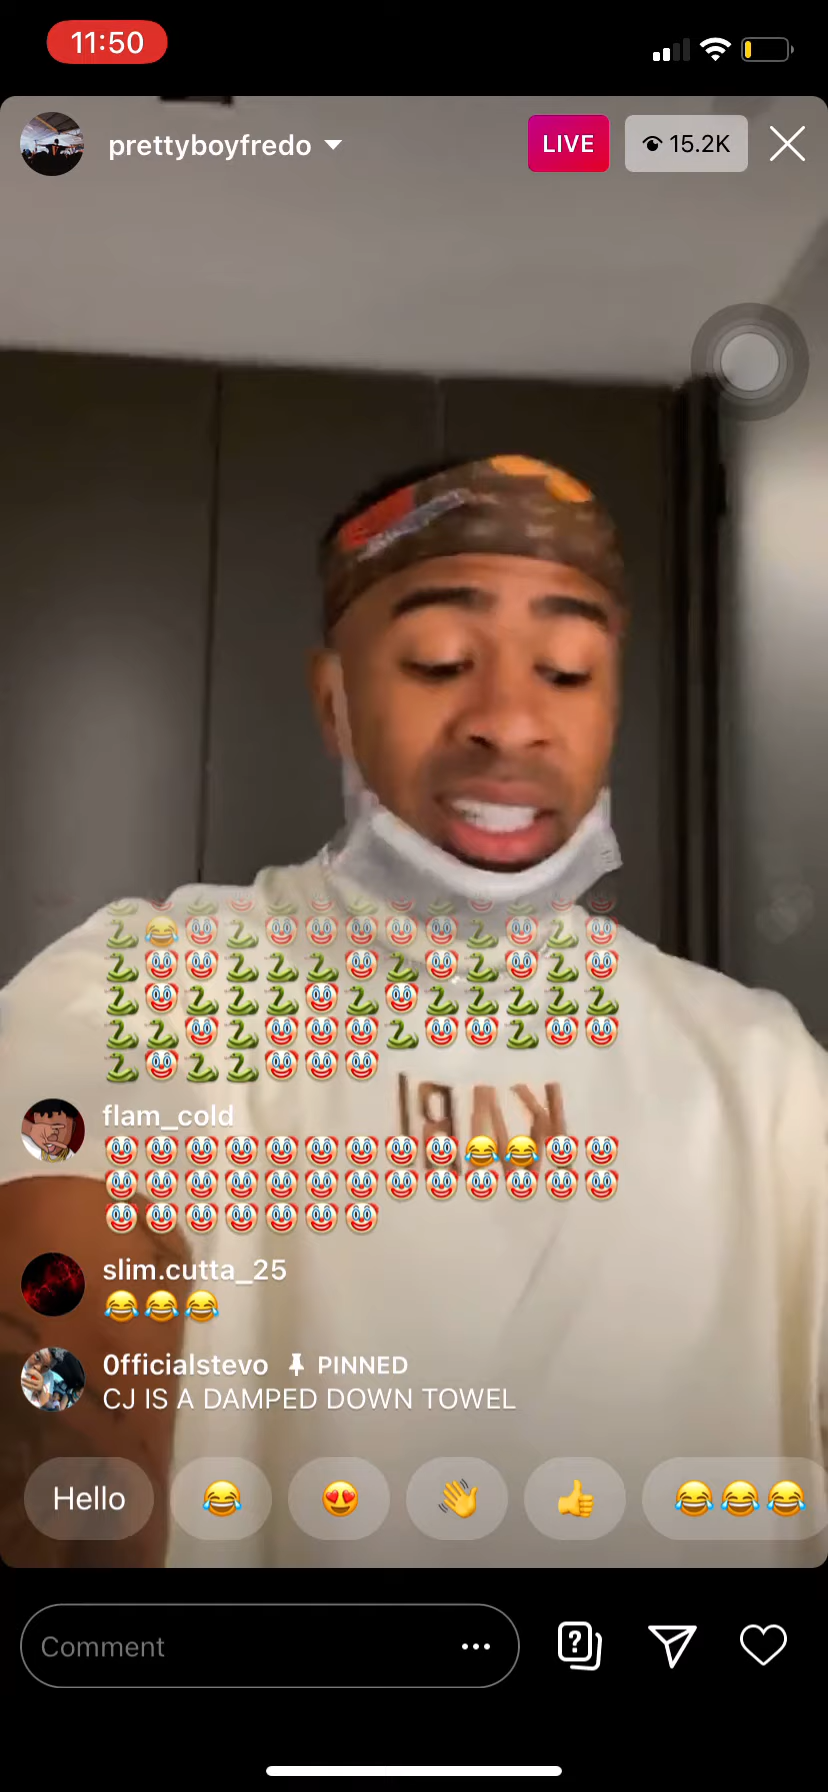 11:50
prettyboyfredo
LIVE
15.2K
flam_cold
slim.cutta_25
0fficialstevo PINNED
CJ IS A DAMPED DOWN TOWEL
Hello
Comment